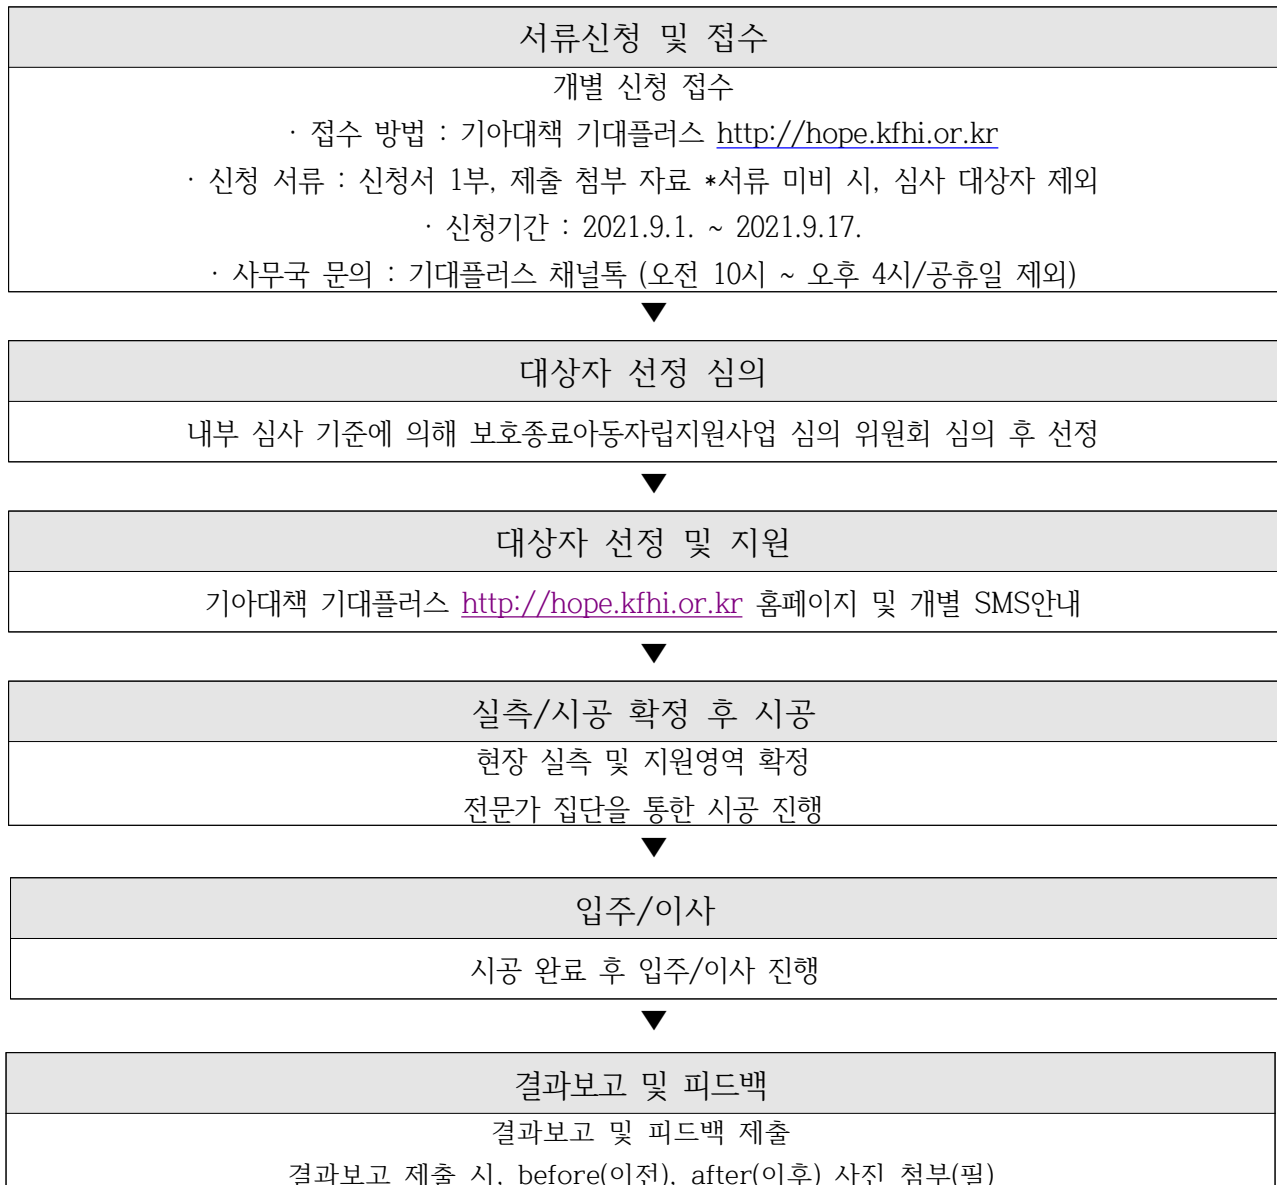 서류신청 및 접수
개별 신청 접수
· 접수 방법 : 기아대책 기대플러스 http://hope.kfhi.or.kr
· 신청 서류 : 신청서 1부, 제출 첨부 자료 *서류 미비 시, 심사 대상자 제외
· 신청기간 : 2021.9.1. ~ 2021.9.17.
· 사무국 문의 : 기대플러스 채널톡 (오전 10시 ~ 오후 4시/공휴일 제외)
▼
대상자 선정 심의
내부 심사 기준에 의해 보호종료아동자립지원사업 심의 위원회 심의 후 선정
▼
대상자 선정 및 지원
기아대책 기대플러스 http://hope.kfhi.or.kr 홈페이지 및 개별 SMS안내
▼
실측/시공 확정 후 시공
현장 실측 및 지원영역 확정
전문가 집단을 통한 시공 진행
▼
입주/이사
시공 완료 후 입주/이사 진행
▼
결과보고 및 피드백
결과보고 및 피드백 제출
결과보고 제출 시, before(이전), after(이후) 사진 첨부(필)